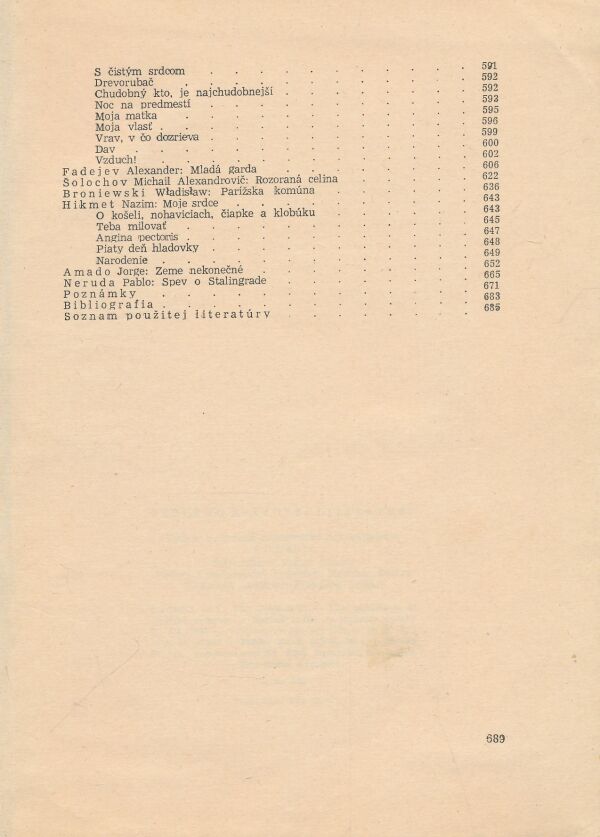 S čistým srdcom . . . . . . . . . . . 591
Drevorubač . . . . . . . . . . . . 592
Chudobný kto, je najchudobnejší . . . . . . . . 592
Noc na predmestí . . . . . . . . . . . 593
Moja matka . . . . . . . . . . . . 595
Moja vlasť . . . . . . . . . . . . . 596
Vrav, v čo dozrieva . . . . . . . . . . . 599
Dav . . . . . . . . . . . . . 600
Vzduch! . . . . . . . . . . . . . 602
Fadejev Alexander: Mladá garda . . . . . . . . 606
Šolochov Michail Alexandrovič: Rozoraná celina . . . . . 622
Broniewski Władisław: Parížska komúna . . . . . . 636
Hikmet Nazim: Moje srdce . . . . . . . . . . 643
O košeli, nohaviciach, čiapke a klobúku . . . . . . 643
Teba milovať . . . . . . . . . . . . 645
Angina pectoris . . . . . . . . . . . . 647
Piaty deň hladovky . . . . . . . . . . . 648
Narodenie . . . . . . . . . . . . . 649
Amado Jorge: Zeme nekonečné . . . . . . . . . 652
Neruda Pablo: Spev o Stalingrade . . . . . . . . 665
Poznámky . . . . . . . . . . . . . 671
Bibliografia . . . . . . . . . . . . . 683
Soznam použitej literatúry . . . . . . . . 685
689